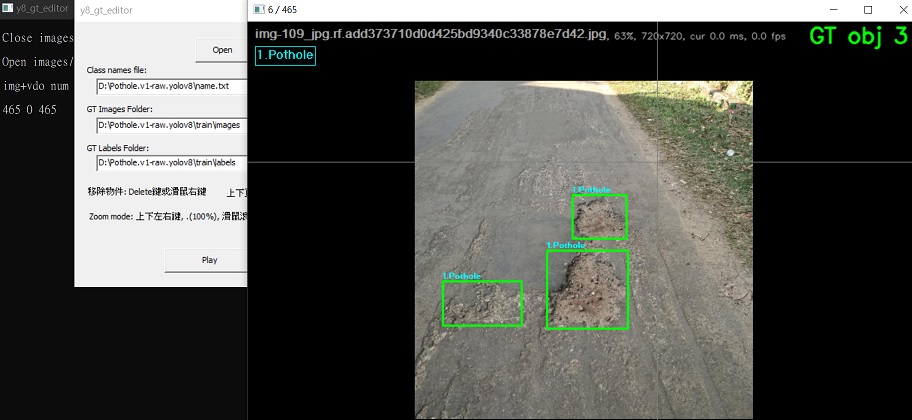 y8_gt_editor
Close images
Open images/
img+vdo num
465 0 465
y8_gt_editor
Open
Class names file:
D:\Pothole.v1-raw.yolov8\name.txt
GT Images Folder:
D:\Pothole.v1-raw.yolov8\train\images
GT Labels Folder:
D:\Pothole.v1-raw.yolov8\train\labels
移除物件: Delete鍵或滑鼠右鍵
上下
Zoom mode: 上下左右鍵, .(100%), 滑鼠
Play
6 / 465
img-109_jpg.rf.add373710d0d425bd9340c33878e7d42.jpg, 63%, 720x720, cur 0.0 ms, 0.0 fps
GT obj 3
1.Pothole
1.Pothole
1.Pothole
1.Pothole